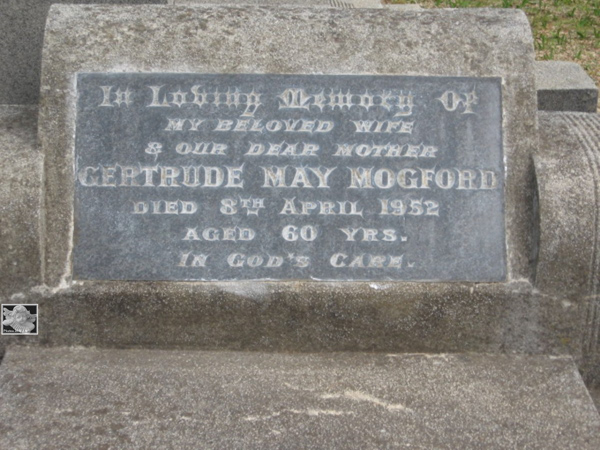 In Loving Memory Of
MY BELOVED WIFE
& OUR DEAR MOTHER
GERTRUDE MAY MOGFORD
DIED 8TH APRIL 1952
AGED 60 YRS.
IN GOD'S CARE.